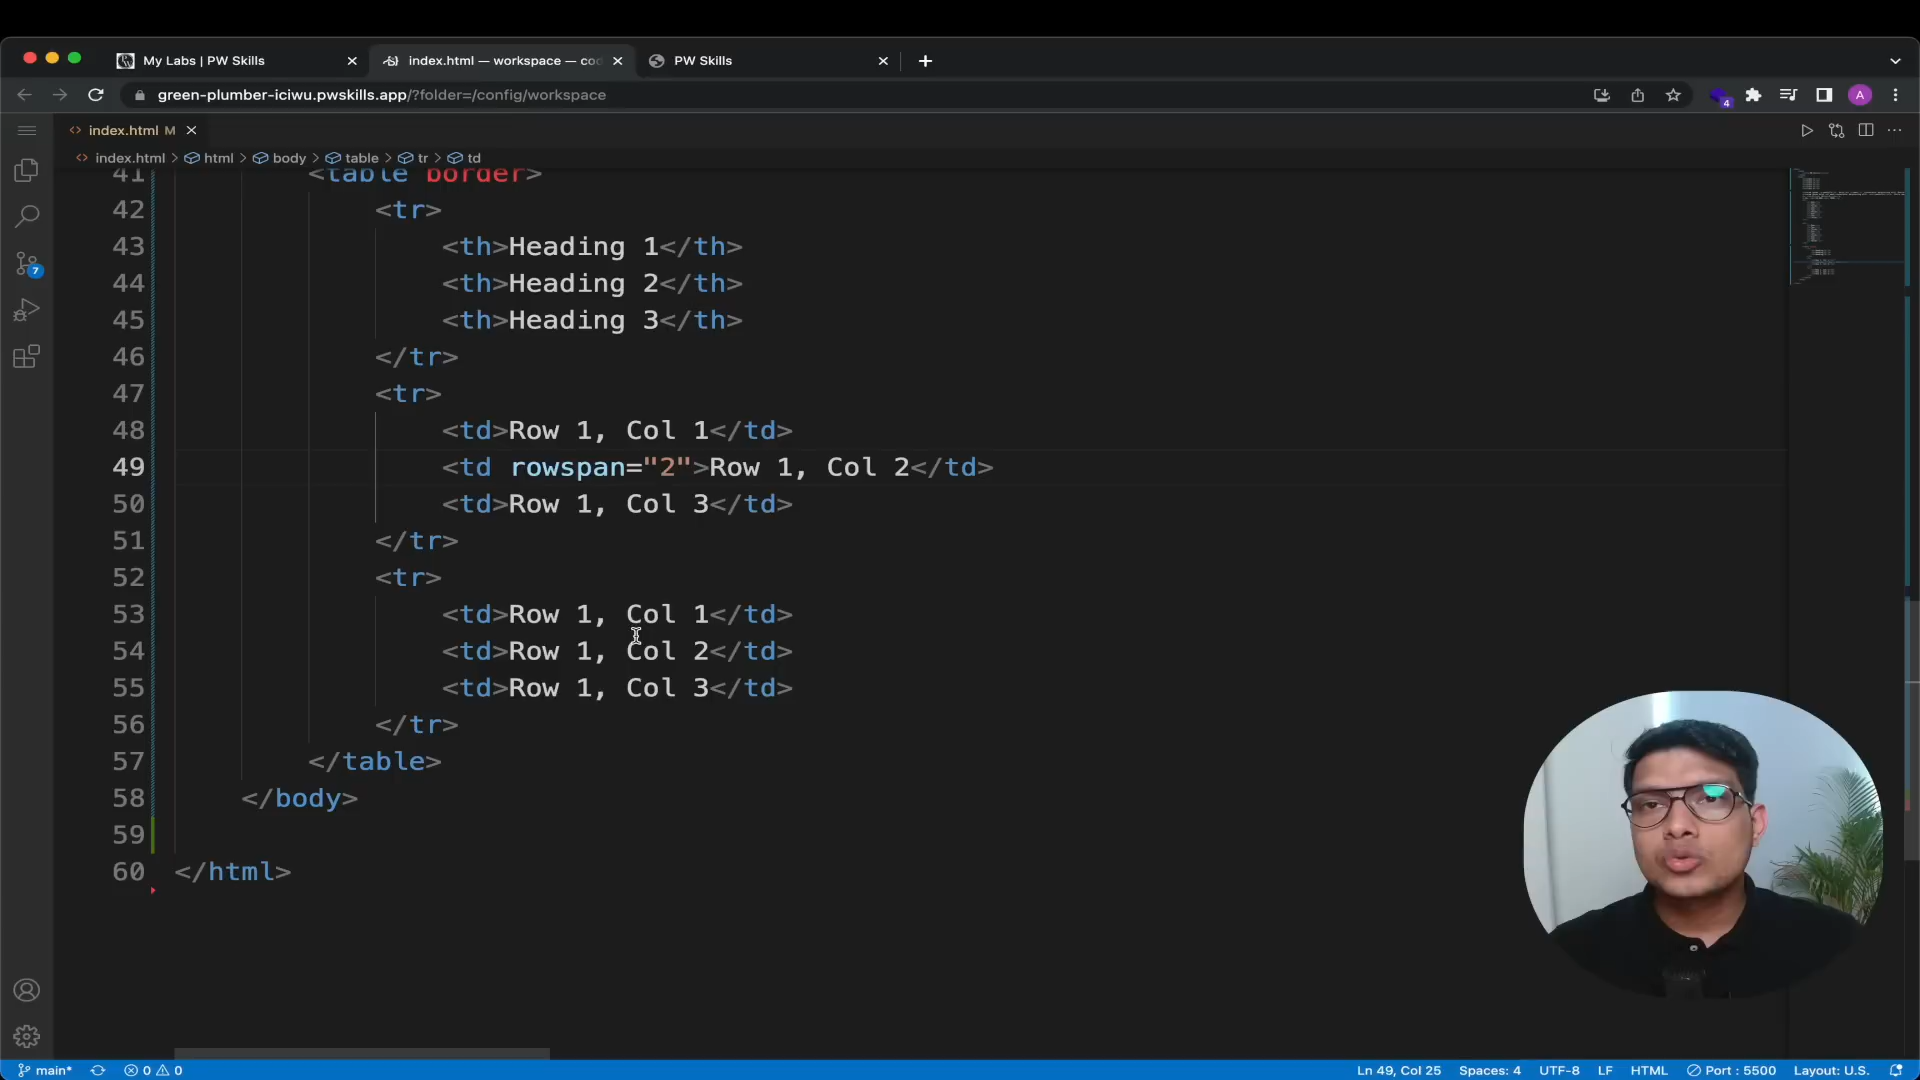 My Labs | PW Skills
index.html — workspace — co
PW Skills
green-plumber-iciwu.pwskills.app/?folder=/config/workspace
4
A
index.html M
index.html > html > body > table > tr > td
41 <table border>
42 <tr>
43 <th>Heading 1</th>
44 <th>Heading 2</th>
45 <th>Heading 3</th>
46 </tr>
47 <tr>
48 <td>Row 1, Col 1</td>
49 <td rowspan="2">Row 1, Col 2</td>
50 <td>Row 1, Col 3</td>
51 </tr>
52 <tr>
53 <td>Row 1, Col 1</td>
54 <td>Row 1, Col 2</td>
55 <td>Row 1, Col 3</td>
56 </tr>
57 </table>
58 </body>
59
60 </html>
7
main* 0 0 Ln 49, Col 25 Spaces: 4 UTF-8 LF HTML Port : 5500 Layout: U.S.